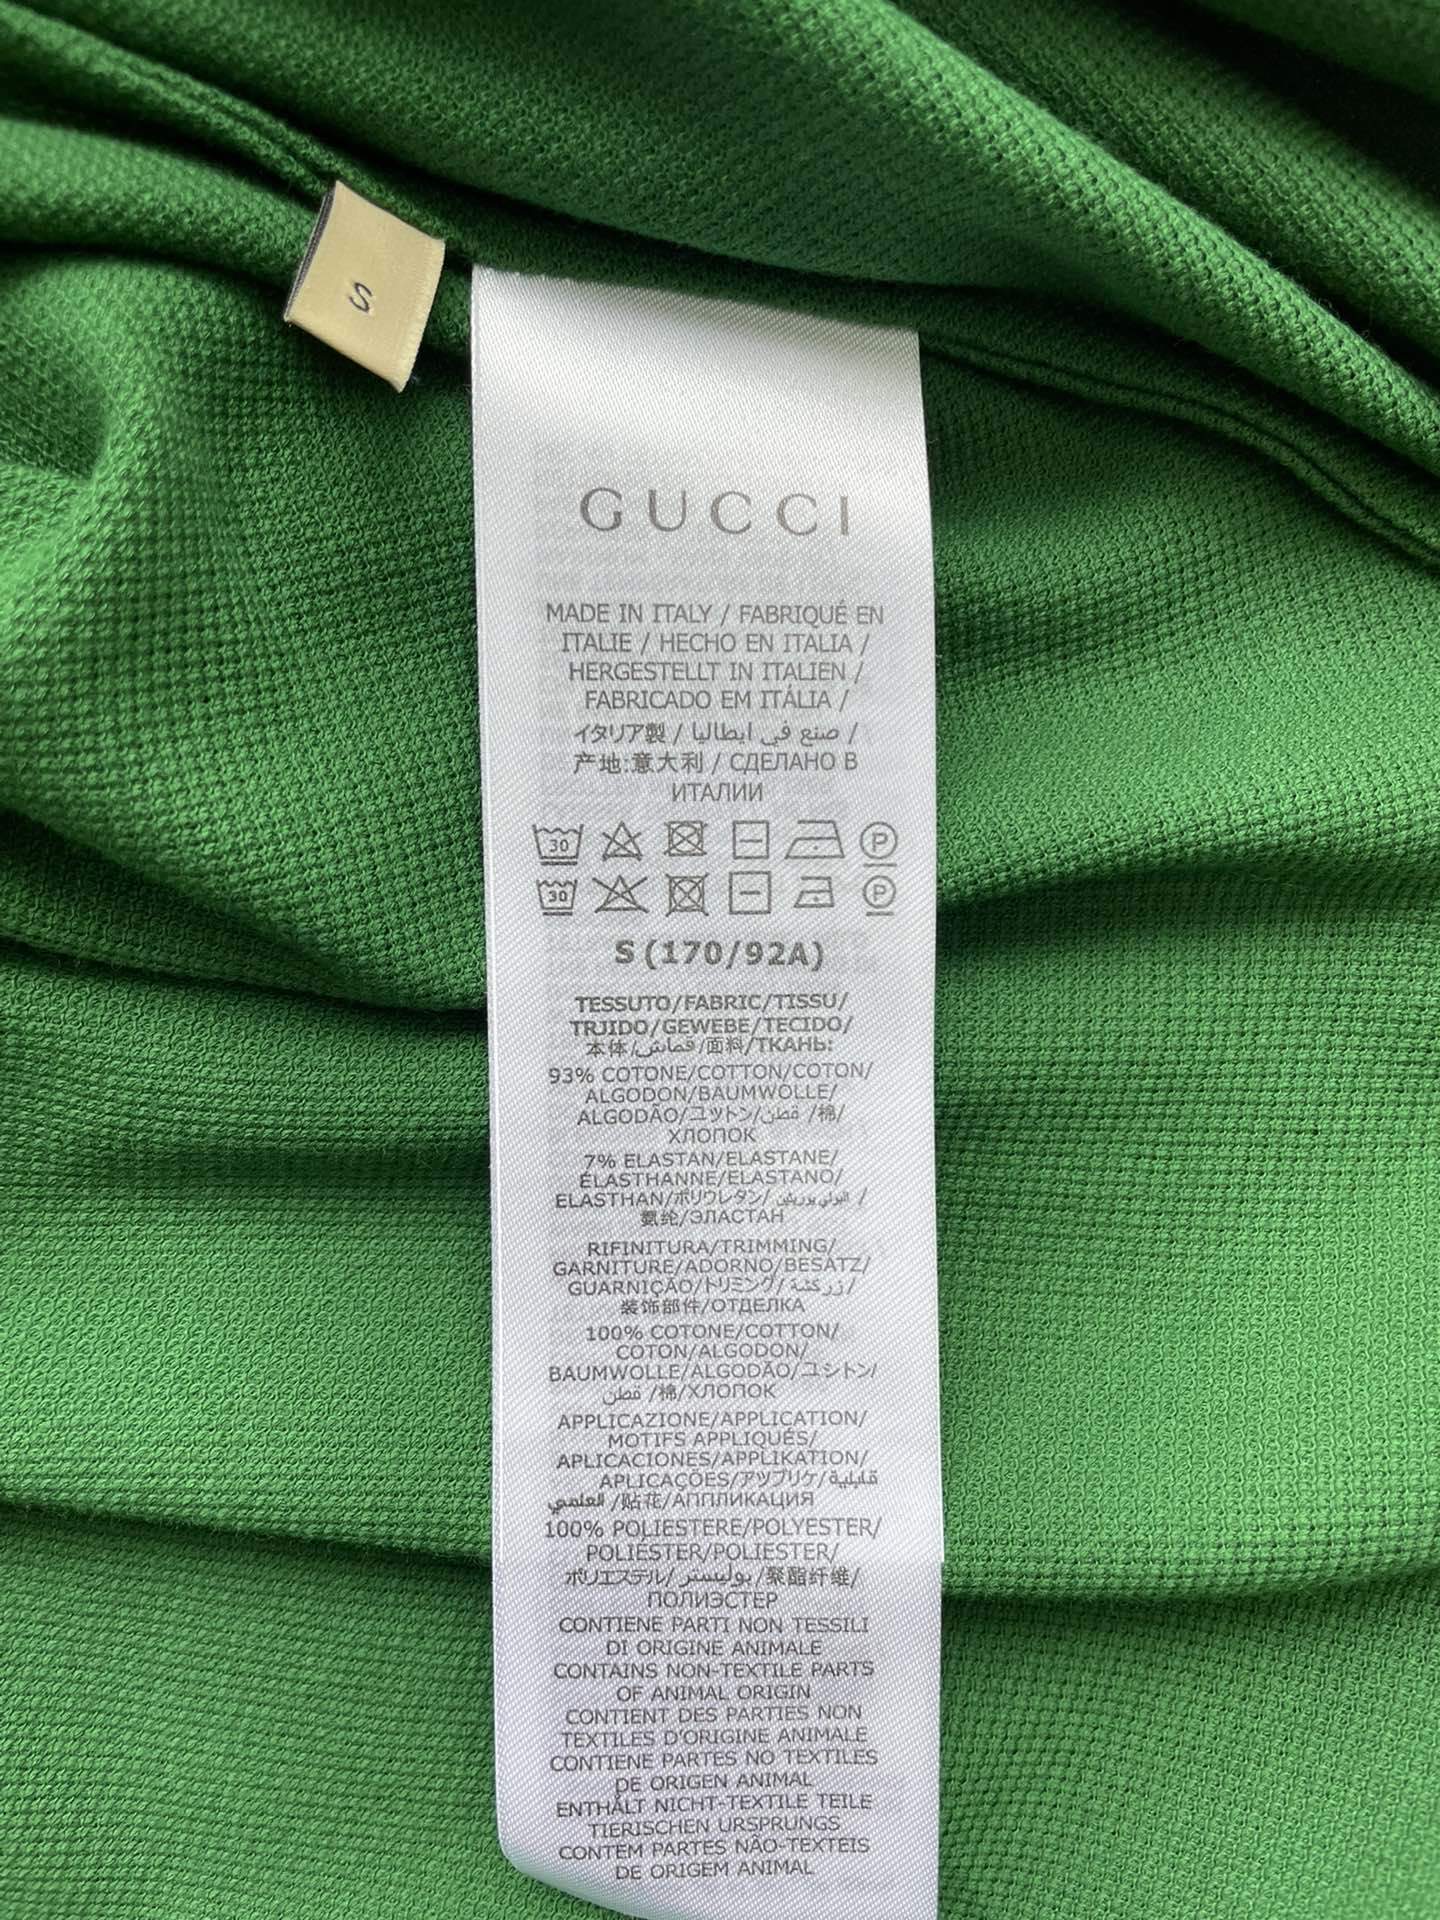 S
GUCCI
MADE IN ITALY / FABRIQUÉ EN
ITALIE / HECHO EN ITALIA /
HERGESTELLT IN ITALIEN /
FABRICADO EM ITÁLIA /
イタリア製 / صنع في ايطاليا /
产地:意大利 / СДЕЛАНО В
ИТАЛИИ
30 P
30 P
S (170/92A)
TESSUTO/FABRIC/TISSU/
TRJIDO/GEWEBE/TECIDO/
本体/قماش/面料/ТКАНЬ:
93% COTONE/COTTON/COTON/
ALGODON/BAUMWOLLE/
ALGODÃO/ユットン/قطن /棉/
ХЛОПОК
7% ELASTAN/ELASTANE/
ÉLASTHANNE/ELASTANO/
ELASTHAN/ポリウレタン/ /
氨纶/ЭЛАСТАН
RIFINITURA/TRIMMING/
GARNITURE/ADORNO/BESATZ/
GUARNIÇÃO/トリミング/زركشة/
装饰部件/ОТДЕЛКА
100% COTONE/COTTON/
COTON/ALGODON/
BAUMWOLLE/ALGODÃO/ユシトン/
قطن /棉/ХЛОПОК
APPLICAZIONE/APPLICATION/
MOTIFS APPLIQUÉS/
APLICACIONES/APPLIKATION/
APLICAÇÕES/アツプリケ/قابلية
العلمي /贴花/АППЛИКАЦИЯ
100% POLIESTERE/POLYESTER/
POLIÉSTER/POLIESTER/
ポリエステル/بوليستر/聚酯纤维/
ПОЛИЭСТЕР
CONTIENE PARTI NON TESSILI
DI ORIGINE ANIMALE
CONTAINS NON-TEXTILE PARTS
OF ANIMAL ORIGIN
CONTIENT DES PARTIES NON
TEXTILES D'ORIGINE ANIMALE
CONTIENE PARTES NO TEXTILES
DE ORIGEN ANIMAL
ENTHÄLT NICHT-TEXTILE TEILE
TIERISCHEN URSPRUNGS
CONTEM PARTES NÃO-TEXTEIS
DE ORIGEM ANIMAL